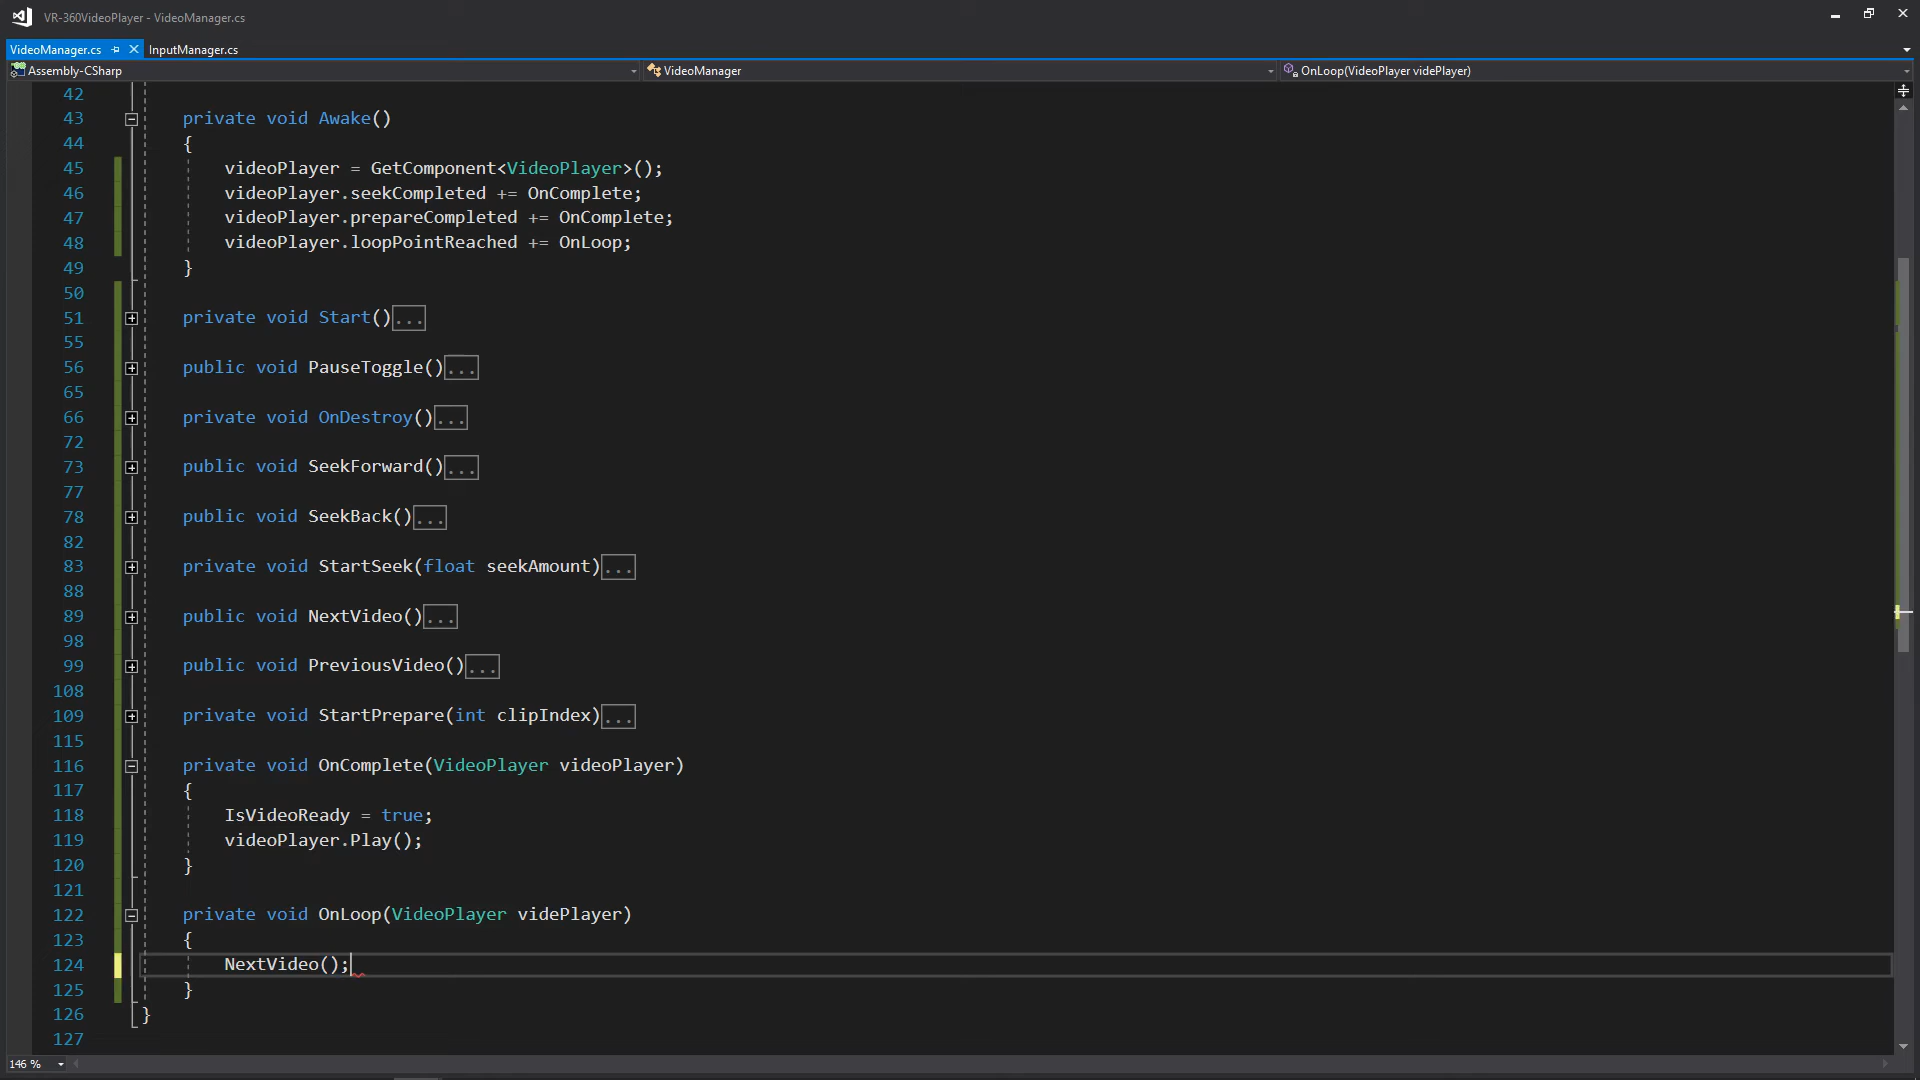 VR-360VideoPlayer - VideoManager.cs
VideoManager.cs InputManager.cs
Assembly-CSharp VideoManager OnLoop(VideoPlayer videPlayer)
42
43 private void Awake()
44 {
45 videoPlayer = GetComponent<VideoPlayer>();
46 videoPlayer.seekCompleted += OnComplete;
47 videoPlayer.prepareCompleted += OnComplete;
48 videoPlayer.loopPointReached += OnLoop;
49 }
50
51 private void Start()...
55
56 public void PauseToggle()...
65
66 private void OnDestroy()...
72
73 public void SeekForward()...
77
78 public void SeekBack()...
82
83 private void StartSeek(float seekAmount)...
88
89 public void NextVideo()...
98
99 public void PreviousVideo()...
108
109 private void StartPrepare(int clipIndex)...
115
116 private void OnComplete(VideoPlayer videoPlayer)
117 {
118 IsVideoReady = true;
119 videoPlayer.Play();
120 }
121
122 private void OnLoop(VideoPlayer videPlayer)
123 {
124 NextVideo();
125 }
126 }
127
146 %